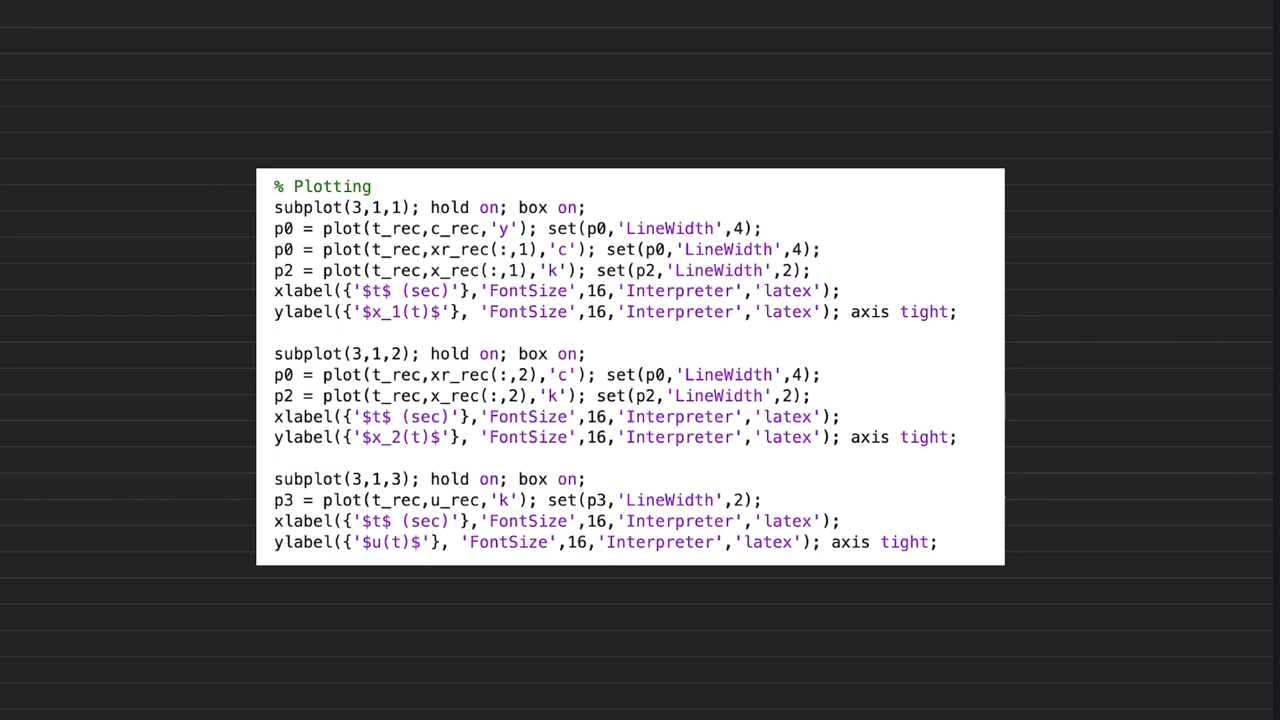 % Plotting
subplot(3,1,1); hold on; box on;
p0 = plot(t_rec,c_rec,'y'); set(p0,'LineWidth',4);
p0 = plot(t_rec,xr_rec(:,1),'c'); set(p0,'LineWidth',4);
p2 = plot(t_rec,x_rec(:,1),'k'); set(p2,'LineWidth',2);
xlabel({'$t$ (sec)'},'FontSize',16,'Interpreter','latex');
ylabel({'$x_1(t)$'}, 'FontSize',16,'Interpreter','latex'); axis tight;
subplot(3,1,2); hold on; box on;
p0 = plot(t_rec,xr_rec(:,2),'c'); set(p0,'LineWidth',4);
p2 = plot(t_rec,x_rec(:,2),'k'); set(p2,'LineWidth',2);
xlabel({'$t$ (sec)'},'FontSize',16,'Interpreter','latex');
ylabel({'$x_2(t)$'}, 'FontSize',16,'Interpreter','latex'); axis tight;
subplot(3,1,3); hold on; box on;
p3 = plot(t_rec,u_rec,'k'); set(p3,'LineWidth',2);
xlabel({'$t$ (sec)'},'FontSize',16,'Interpreter','latex');
ylabel({'$u(t)$'}, 'FontSize',16,'Interpreter','latex'); axis tight;